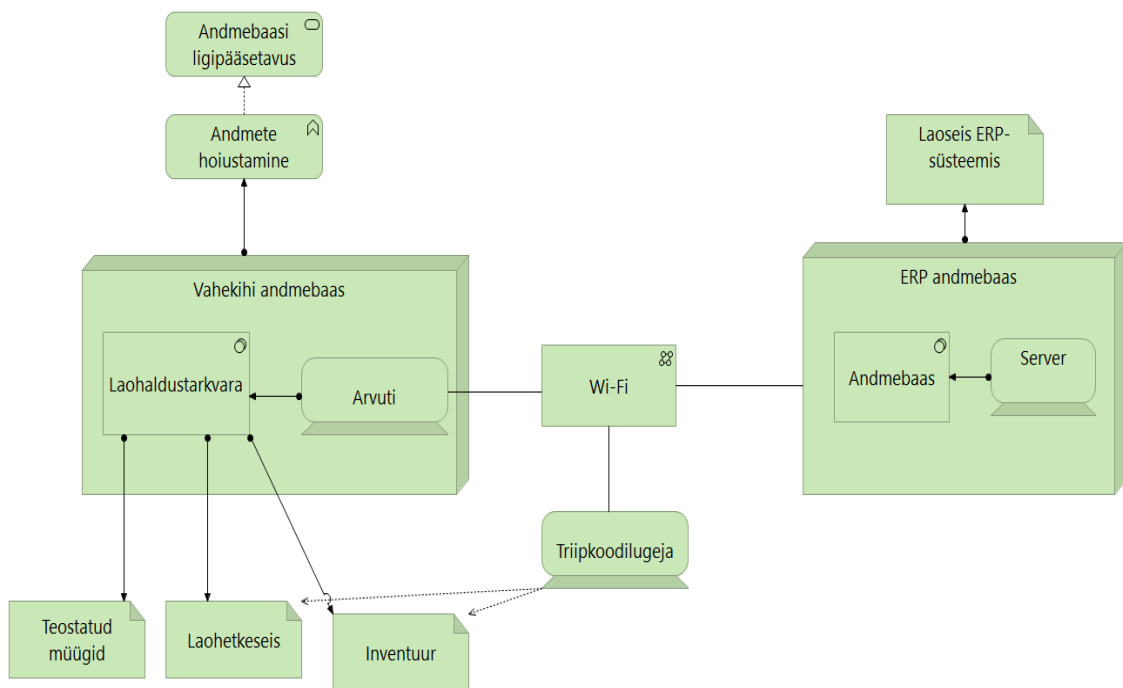 Andmebaasi
ligipääsetavus
Andmete
hoiustamine
Laoseis ERP-
süsteemis
Vahekihi andmebaas
ERP andmebaas
Laohaldustarkvara
Arvuti
Wi-Fi
Andmebaas
Server
Triipkoodilugeja
Teostatud
müügid
Laohetkeseis
Inventuur